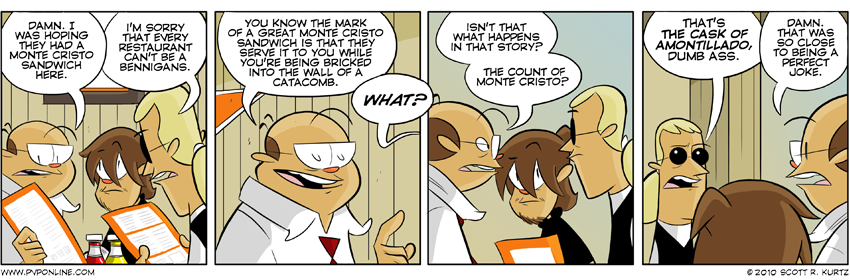 DAMN. I
WAS HOPING
THEY HAD A
MONTE CRISTO
SANDWICH
HERE.
I'M SORRY
THAT EVERY
RESTAURANT
CAN'T BE A
BENNIGANS.
YOU KNOW THE MARK
OF A GREAT MONTE CRISTO
SANDWICH IS THAT THEY
SERVE IT TO YOU WHILE
YOU'RE BEING BRICKED
INTO THE WALL OF A
CATACOMB.
WHAT?
ISN'T THAT
WHAT HAPPENS
IN THAT STORY?
THE COUNT OF
MONTE CRISTO?
THAT'S
THE CASK OF
AMONTILLADO,
DUMB ASS.
DAMN.
THAT WAS
SO CLOSE
TO BEING A
PERFECT
JOKE.
WWW.PVPONLINE.COM
© 2010 SCOTT R. KURTZ